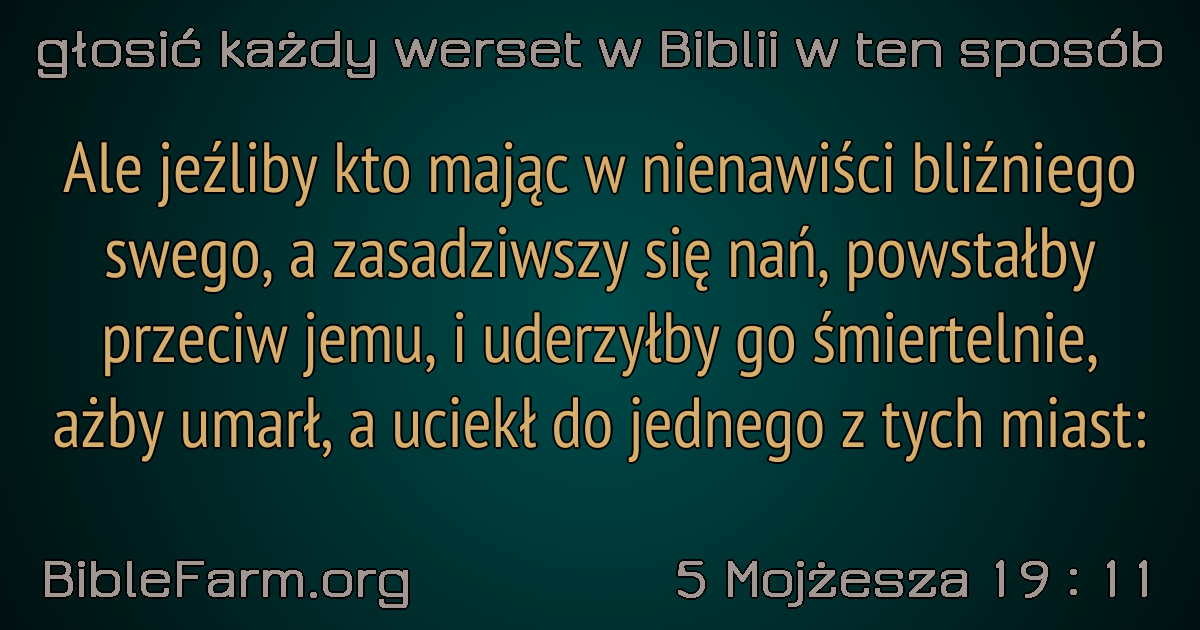 głosić każdy werset w Biblii w ten sposób
Ale jeźliby kto mając w nienawiści bliźniego
swego, a zasadziwszy się nań, powstałby
przeciw jemu, i uderzyłby go śmiertelnie,
ażby umarł, a uciekł do jednego z tych miast:
BibleFarm.org
5 Mojżesza 19 : 11